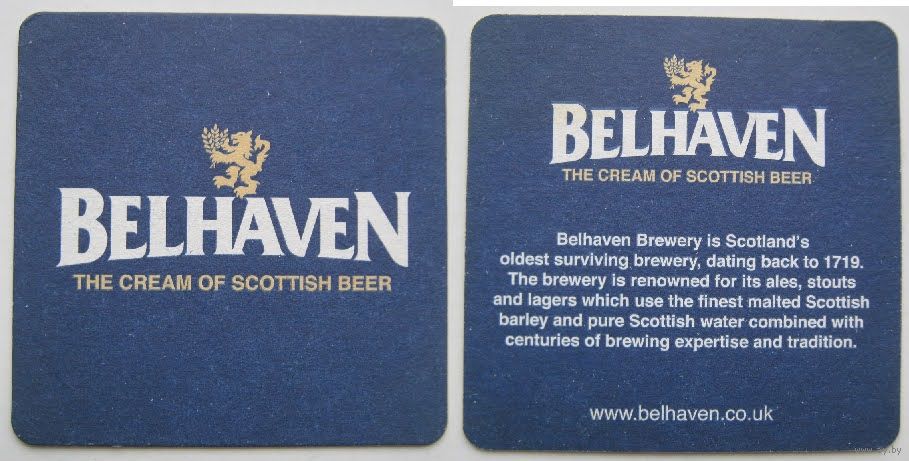 BELHAVEN
THE CREAM OF SCOTTISH BEER
BELHAVEN
THE CREAM OF SCOTTISH BEER
Belhaven Brewery is Scotland's
oldest surviving brewery, dating back to 1719.
The brewery is renowned for its ales, stouts
and lagers which use the finest malted Scottish
barley and pure Scottish water combined with
centuries of brewing expertise and tradition.
www.belhaven.co.uk